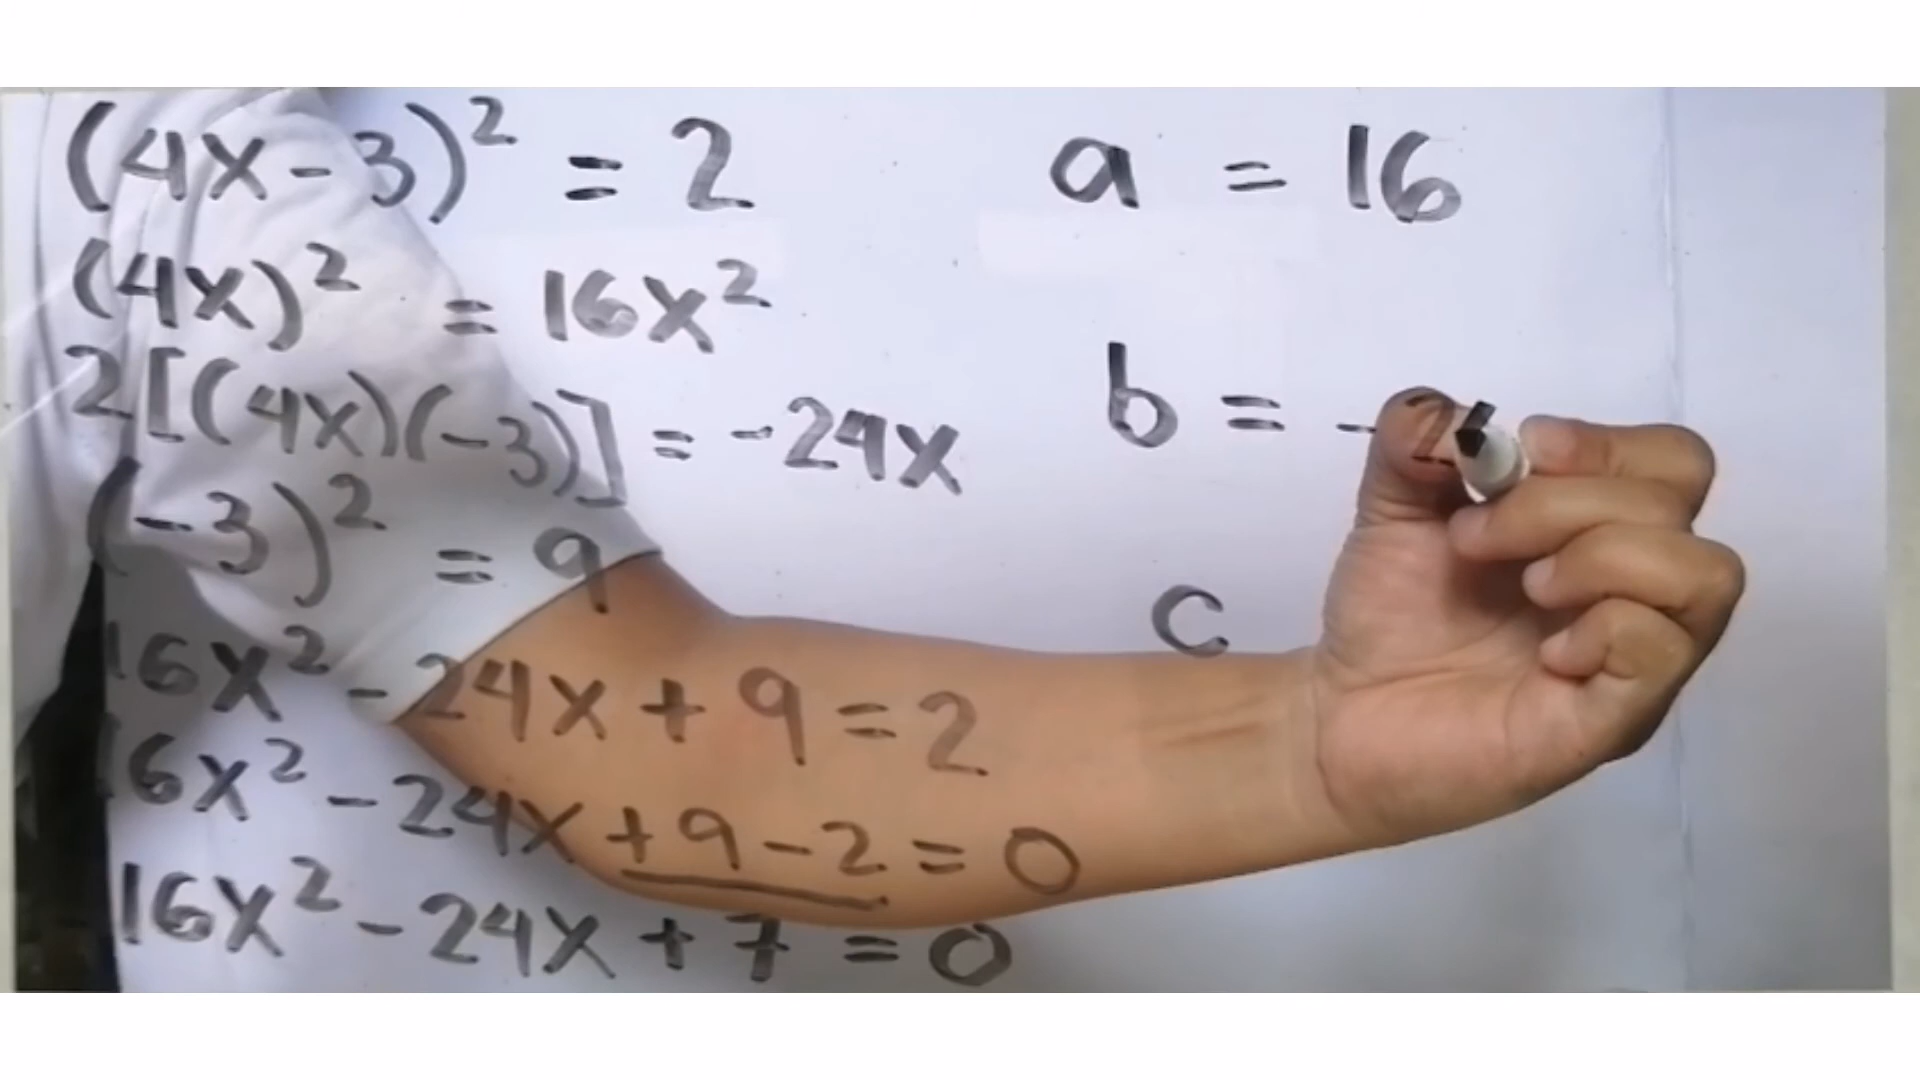 (4x-3)² = 2
(4x)² = 16x²
2[(4x)(-3)] = -24x
(-3)² = 9
16x² - 24x + 9 = 2
16x² - 24x + 9 - 2 = 0
16x² - 24x + 7 = 0
a = 16
b = -2
c